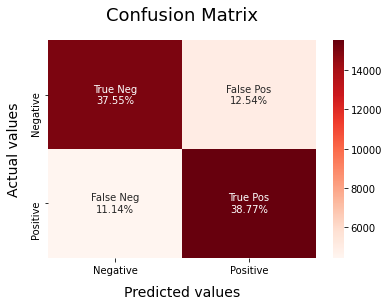 Confusion Matrix
Actual values
Negative
Positive
True Neg
37.55%
False Pos
12.54%
False Neg
11.14%
True Pos
38.77%
Negative
Positive
Predicted values
14000
12000
10000
8000
6000